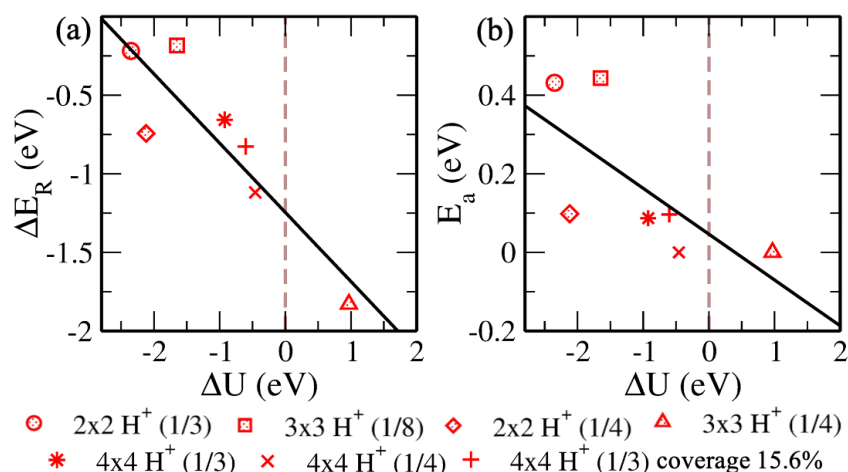 (a)
(b)
-0.5
-1
-1.5
-2
ΔE_R (eV)
-2 -1 0 1
ΔU (eV)
0.4
0.2
0
-0.2
E_a (eV)
-2 -1 0 1 2
ΔU (eV)
2x2 H⁺ (1/3) 3x3 H⁺ (1/8) 2x2 H⁺ (1/4) 3x3 H⁺ (1/4)
4x4 H⁺ (1/3) 4x4 H⁺ (1/4) 4x4 H⁺ (1/3) coverage 15.6%